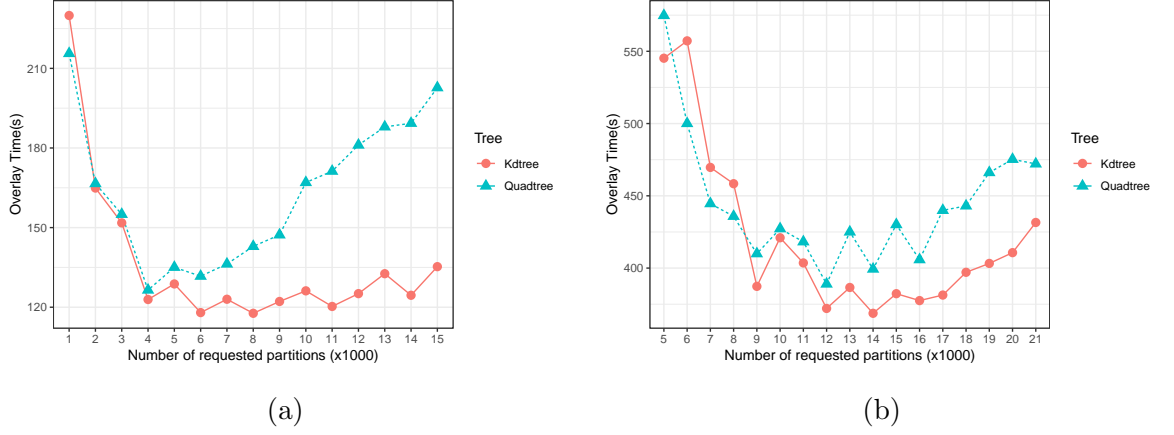 210
180
150
120
Overlay Time(s)
1 2 3 4 5 6 7 8 9 10 11 12 13 14 15
Number of requested partitions (x1000)
Tree
Kdtree
Quadtree
(a)
550
500
450
400
Overlay Time(s)
5 6 7 8 9 10 11 12 13 14 15 16 17 18 19 20 21
Number of requested partitions (x1000)
Tree
Kdtree
Quadtree
(b)